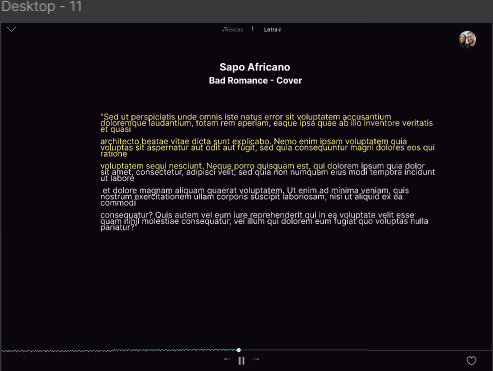 Desktop - 11
Músicas
Letra
Sapo Africano
Bad Romance - Cover
"Sed ut perspiciatis unde omnis iste natus error sit voluptatem accusantium
doloremque laudantium, totam rem aperiam, eaque ipsa quae ab illo inventore veritatis
et quasi
architecto beatae vitae dicta sunt explicabo. Nemo enim ipsam voluptatem quia
voluptas sit aspernatur aut odit aut fugit, sed quia consequuntur magni dolores eos qui
ratione
voluptatem sequi nesciunt. Neque porro quisquam est, qui dolorem ipsum quia dolor
sit amet, consectetur, adipisci velit, sed quia non numquam eius modi tempora incidunt
ut labore
et dolore magnam aliquam quaerat voluptatem. Ut enim ad minima veniam, quis
nostrum exercitationem ullam corporis suscipit laboriosam, nisi ut aliquid ex ea
commodi
consequatur? Quis autem vel eum iure reprehenderit qui in ea voluptate velit esse
quam nihil molestiae consequatur, vel illum qui dolorem eum fugiat quo voluptas nulla
pariatur?"